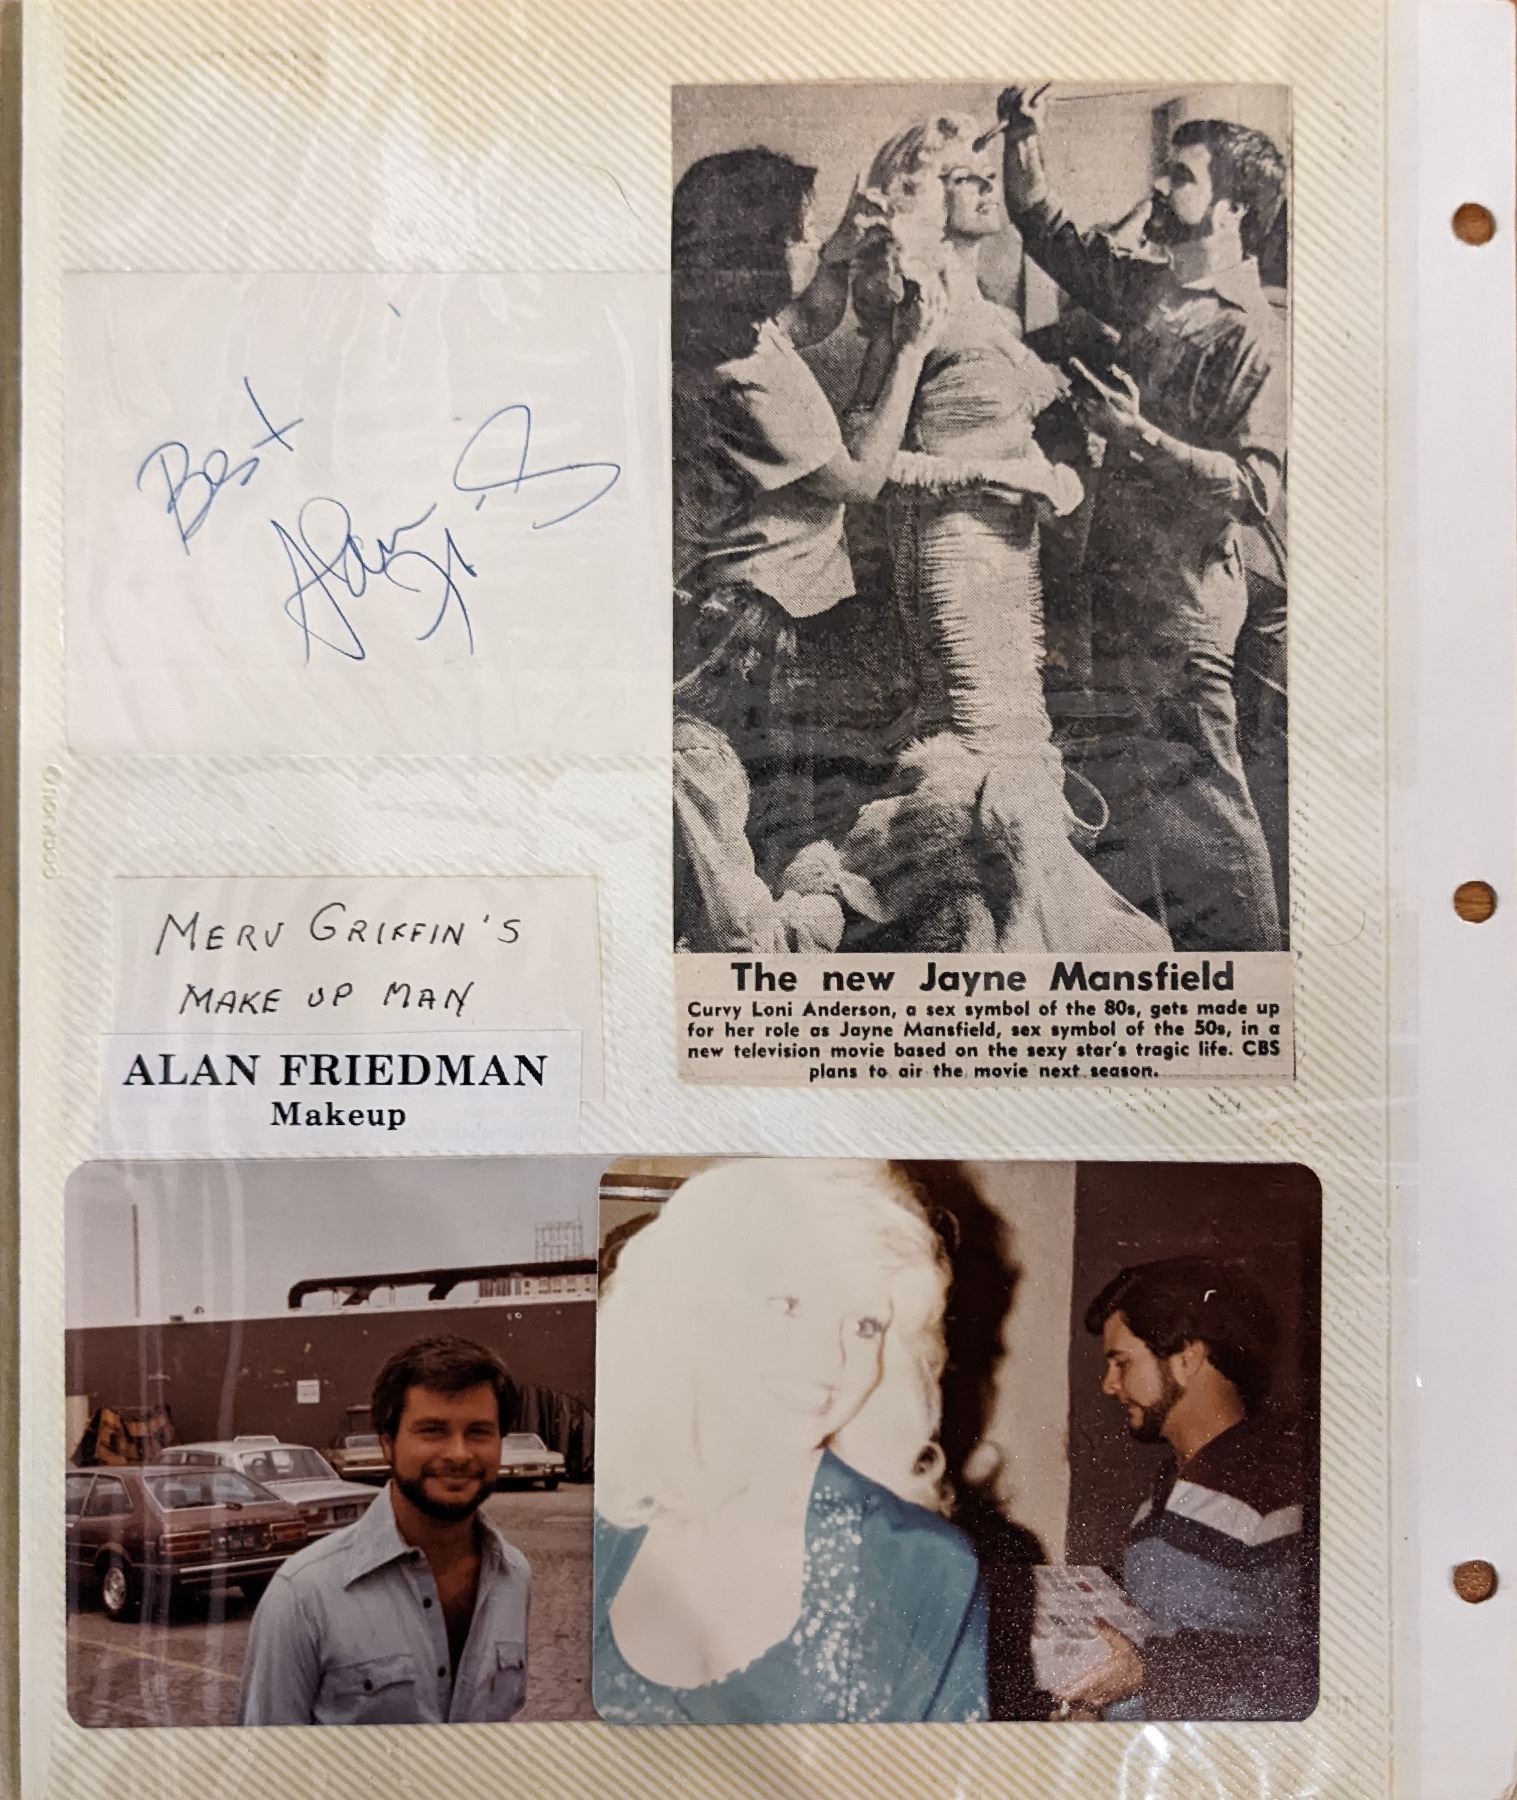 Best
Alan
MERV GRIFFIN'S
MAKE UP MAN
ALAN FRIEDMAN
Makeup
The new Jayne Mansfield
Curvy Loni Anderson, a sex symbol of the 80s, gets made up
for her role as Jayne Mansfield, sex symbol of the 50s, in a
new television movie based on the sexy star's tragic life. CBS
plans to air the movie next season.